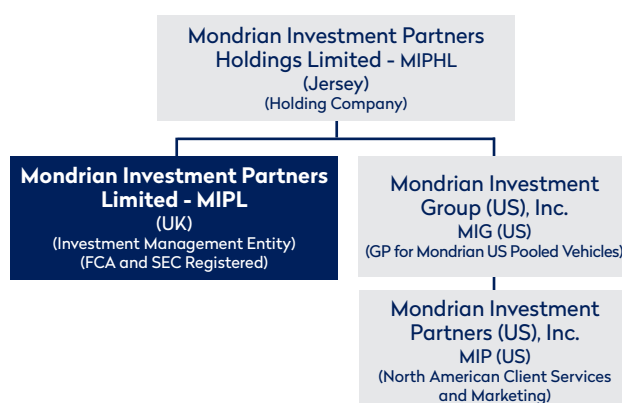 Mondrian Investment Partners
Holdings Limited - MIPHL
(Jersey)
(Holding Company)
Mondrian Investment Partners
Limited - MIPL
(UK)
(Investment Management Entity)
(FCA and SEC Registered)
Mondrian Investment
Group (US), Inc.
MIG (US)
(GP for Mondrian US Pooled Vehicles)
Mondrian Investment
Partners (US), Inc.
MIP (US)
(North American Client Services
and Marketing)